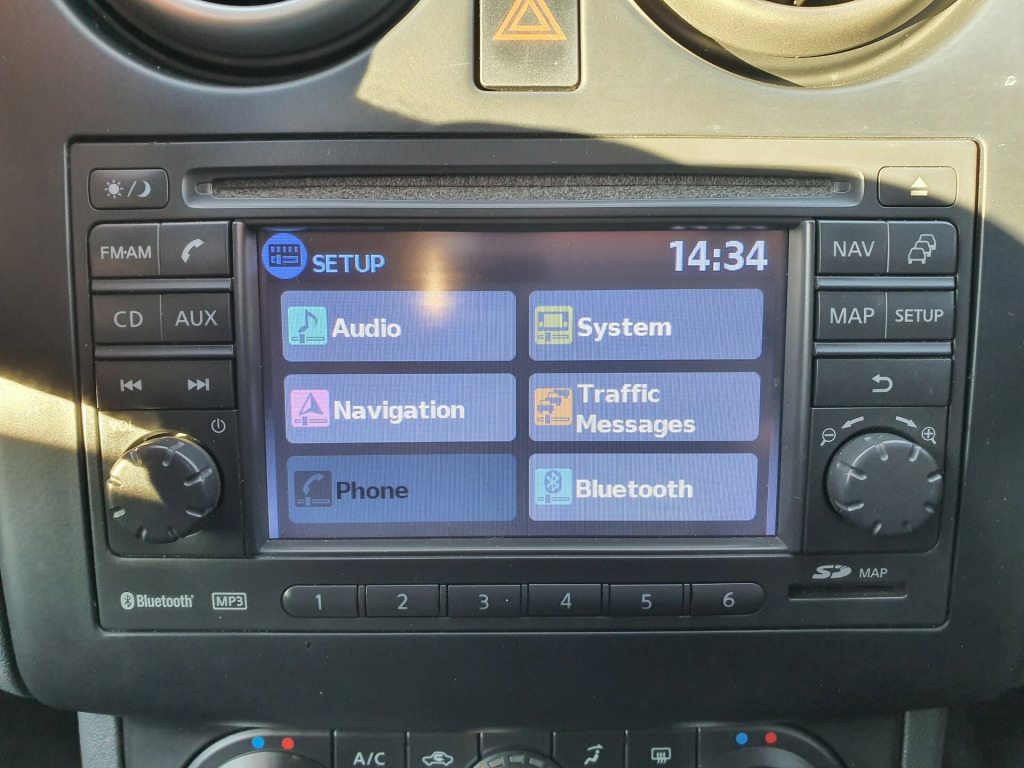 FM·AM
CD
AUX
VOL
SETUP
14:34
Audio
System
Navigation
Traffic
Messages
Phone
Bluetooth
NAV
MAP
SETUP
Bluetooth
MP3
1
2
3
4
5
6
SD
MAP
A/C